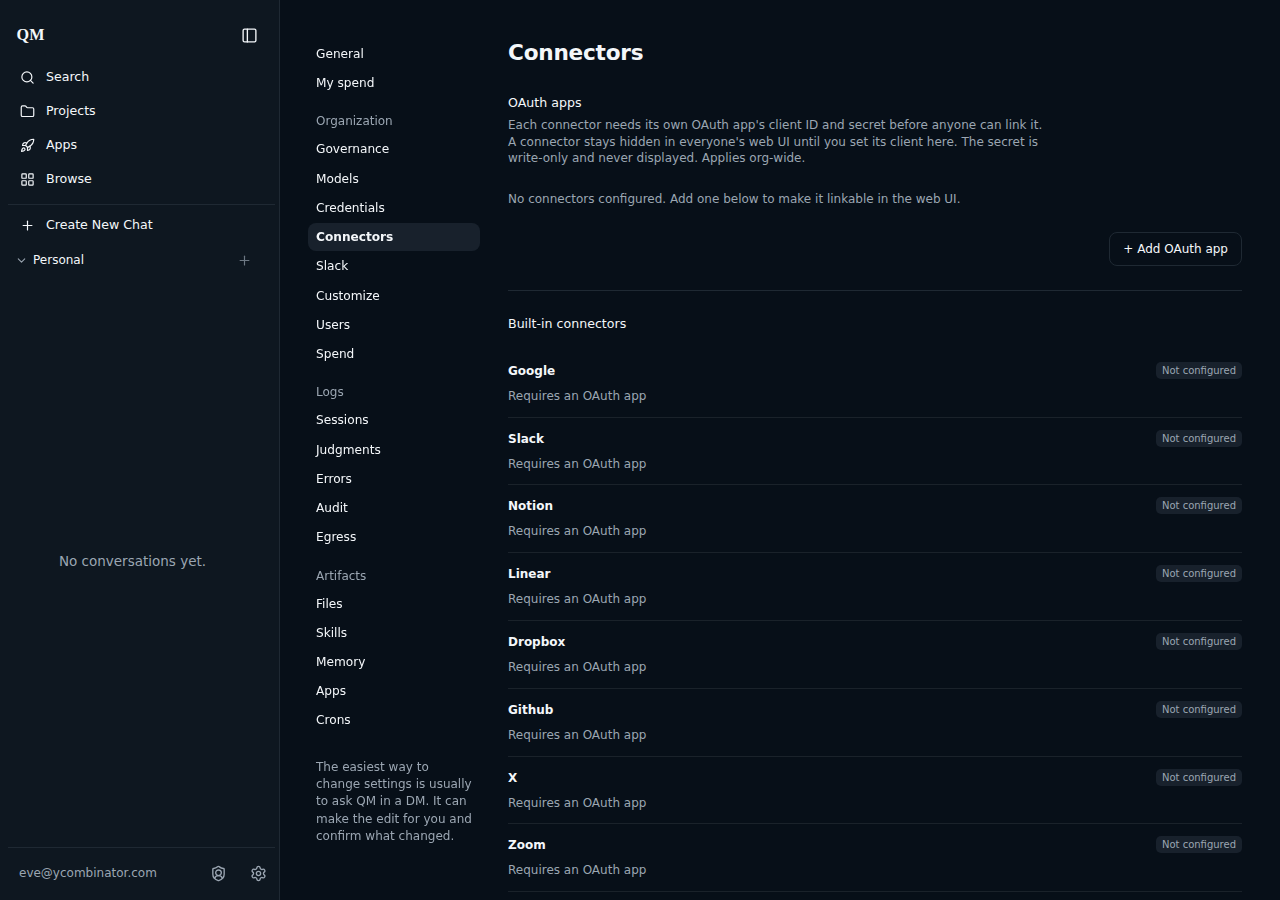 QM
Search
Projects
Apps
Browse
Create New Chat
Personal
No conversations yet.
eve@ycombinator.com
General
My spend
Organization
Governance
Models
Credentials
Connectors
Slack
Customize
Users
Spend
Logs
Sessions
Judgments
Errors
Audit
Egress
Artifacts
Files
Skills
Memory
Apps
Crons
The easiest way to
change settings is usually
to ask QM in a DM. It can
make the edit for you and
confirm what changed.
Connectors
OAuth apps
Each connector needs its own OAuth app's client ID and secret before anyone can link it.
A connector stays hidden in everyone's web UI until you set its client here. The secret is
write-only and never displayed. Applies org-wide.
No connectors configured. Add one below to make it linkable in the web UI.
+ Add OAuth app
Built-in connectors
Google
Not configured
Requires an OAuth app
Slack
Not configured
Requires an OAuth app
Notion
Not configured
Requires an OAuth app
Linear
Not configured
Requires an OAuth app
Dropbox
Not configured
Requires an OAuth app
Github
Not configured
Requires an OAuth app
X
Not configured
Requires an OAuth app
Zoom
Not configured
Requires an OAuth app